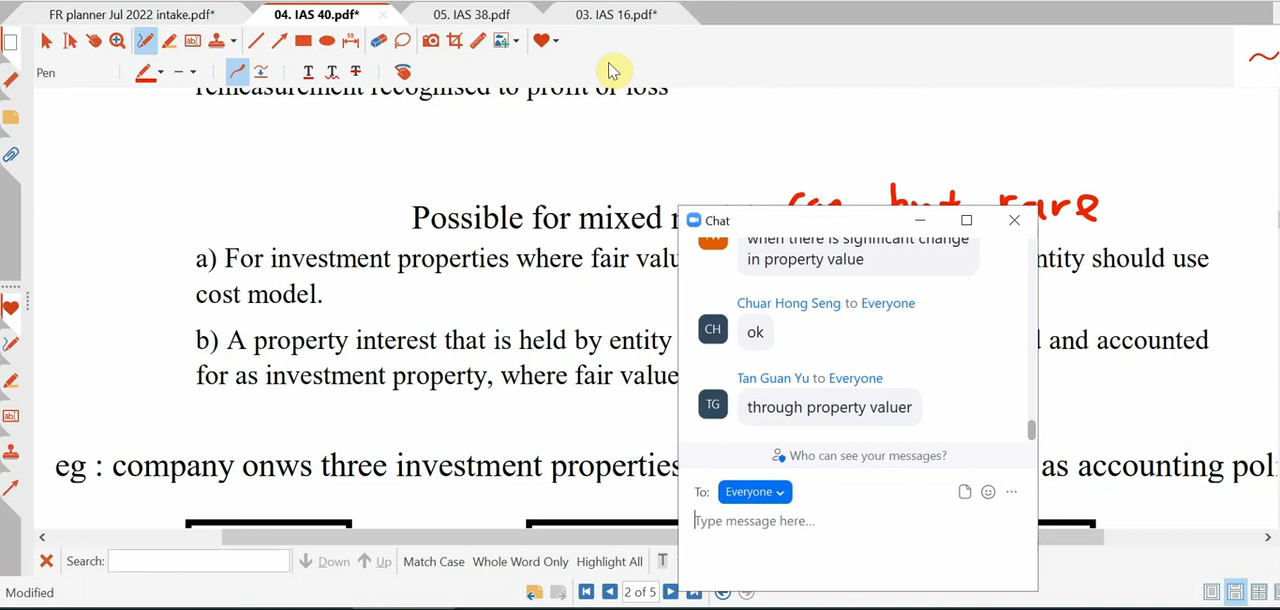 FR planner Jul 2022 intake.pdf*
04. IAS 40.pdf*
05. IAS 38.pdf
03. IAS 16.pdf*
Pen
remeasurement recognised to profit or loss
Possible for mixed
but rare
a) For investment properties where fair valu
ntity should use
cost model.
b) A property interest that is held by entity
and accounted
for as investment property, where fair value
eg : company onws three investment properties
as accounting poli
Chat
when there is significant change
in property value
Chuar Hong Seng to Everyone
CH
ok
Tan Guan Yu to Everyone
TG
through property valuer
Who can see your messages?
To: Everyone
Type message here...
Search:
Down
Up
Match Case
Whole Word Only
Highlight All
T
Modified
2 of 5